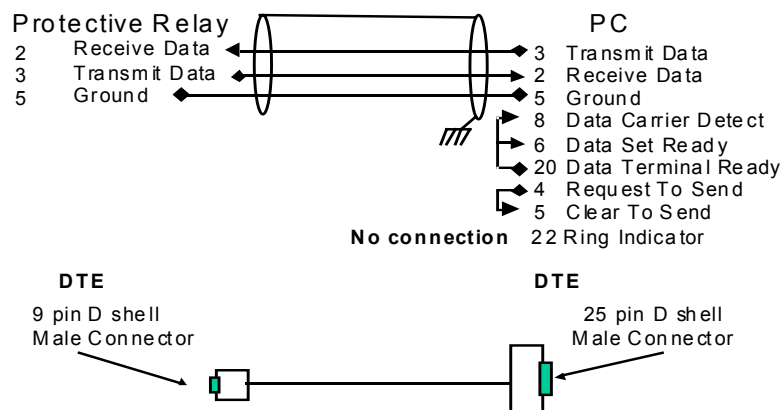 Protective Relay PC
2 Receive Data 3 Transmit Data
3 Transmit Data 2 Receive Data
5 Ground 5 Ground
8 Data Carrier Detect
6 Data Set Ready
20 Data Terminal Ready
4 Request To Send
5 Clear To Send
No connection 22 Ring Indicator
DTE DTE
9 pin D shell 25 pin D shell
Male Connector Male Connector